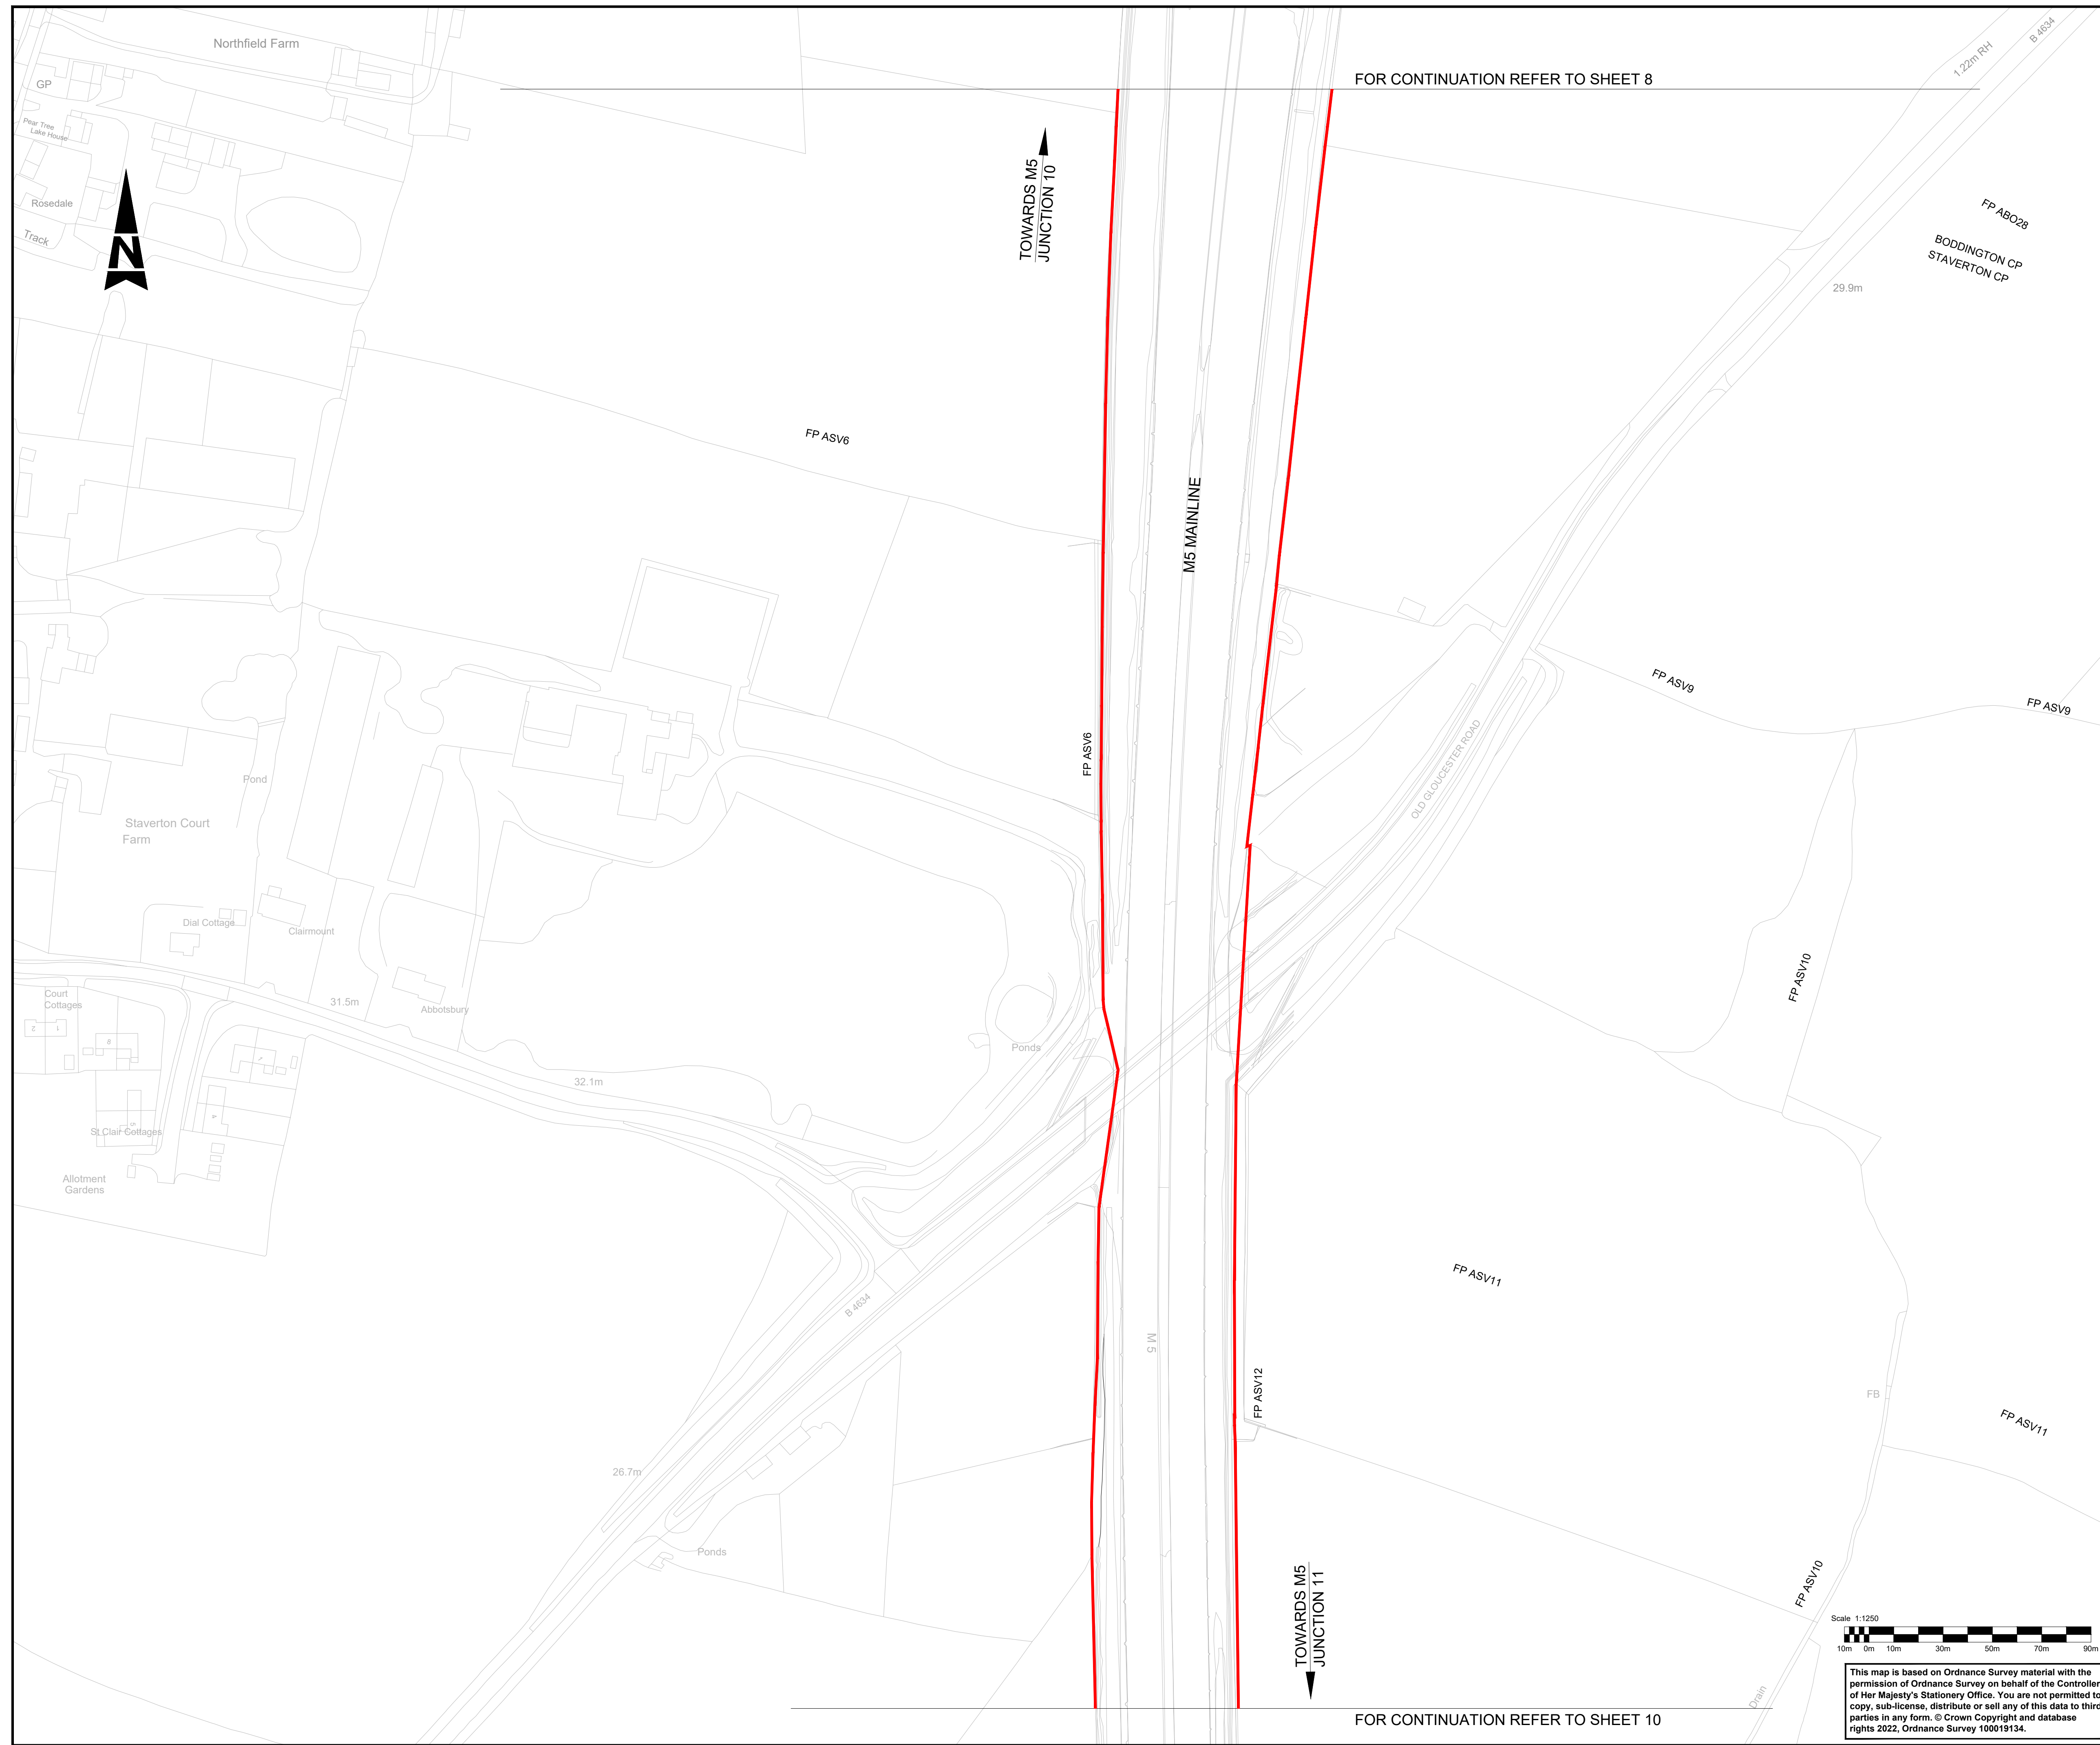 Northfield Farm
GP
Pear Tree
Lake House
Rosedale
Track
N
FOR CONTINUATION REFER TO SHEET 8
1.22m RH
B 4634
TOWARDS M5
JUNCTION 10
FP ABO28
BODDINGTON CP
STAVERTON CP
29.9m
FP ASV6
M5 MAINLINE
FP ASV9
FP ASV9
FP ASV6
OLD GLOUCESTER ROAD
Pond
Staverton Court
Farm
Dial Cottage
Clairmount
FP ASV10
Court
Cottages
2
1
31.5m
Abbotsbury
Ponds
8
7
32.1m
5
4
St Clair Cottages
Allotment
Gardens
FP ASV11
B 4634
M 5
FP ASV12
FB
FP ASV11
26.7m
Ponds
FP ASV10
TOWARDS M5
JUNCTION 11
Drain
FOR CONTINUATION REFER TO SHEET 10
Scale 1:1250
10m 0m 10m 30m 50m 70m 90m
This map is based on Ordnance Survey material with the
permission of Ordnance Survey on behalf of the Controller
of Her Majesty's Stationery Office. You are not permitted to
copy, sub-license, distribute or sell any of this data to third
parties in any form. © Crown Copyright and database
rights 2022, Ordnance Survey 100019134.